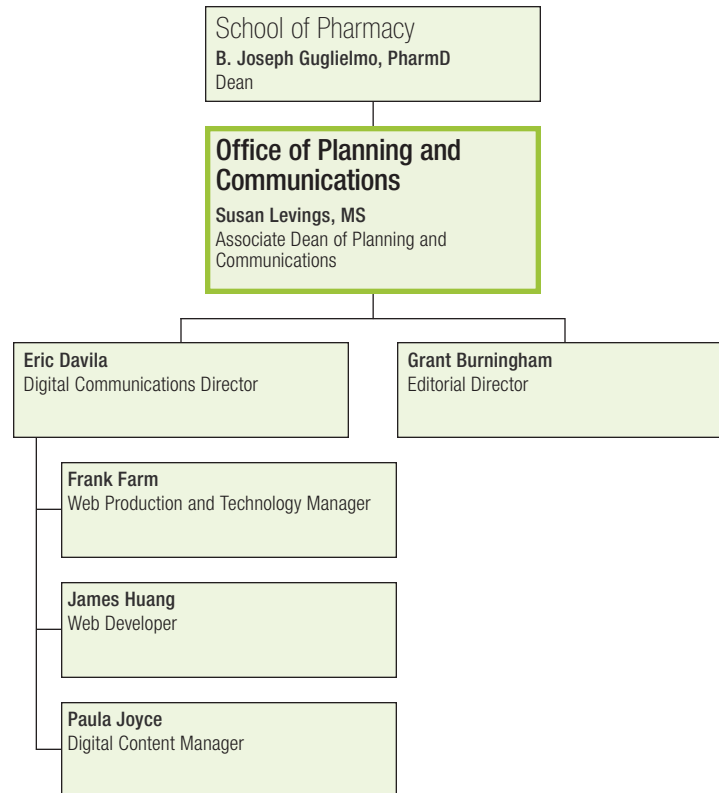 School of Pharmacy
B. Joseph Guglielmo, PharmD
Dean
Office of Planning and
Communications
Susan Levings, MS
Associate Dean of Planning and
Communications
Eric Davila
Digital Communications Director
Grant Burningham
Editorial Director
Frank Farm
Web Production and Technology Manager
James Huang
Web Developer
Paula Joyce
Digital Content Manager